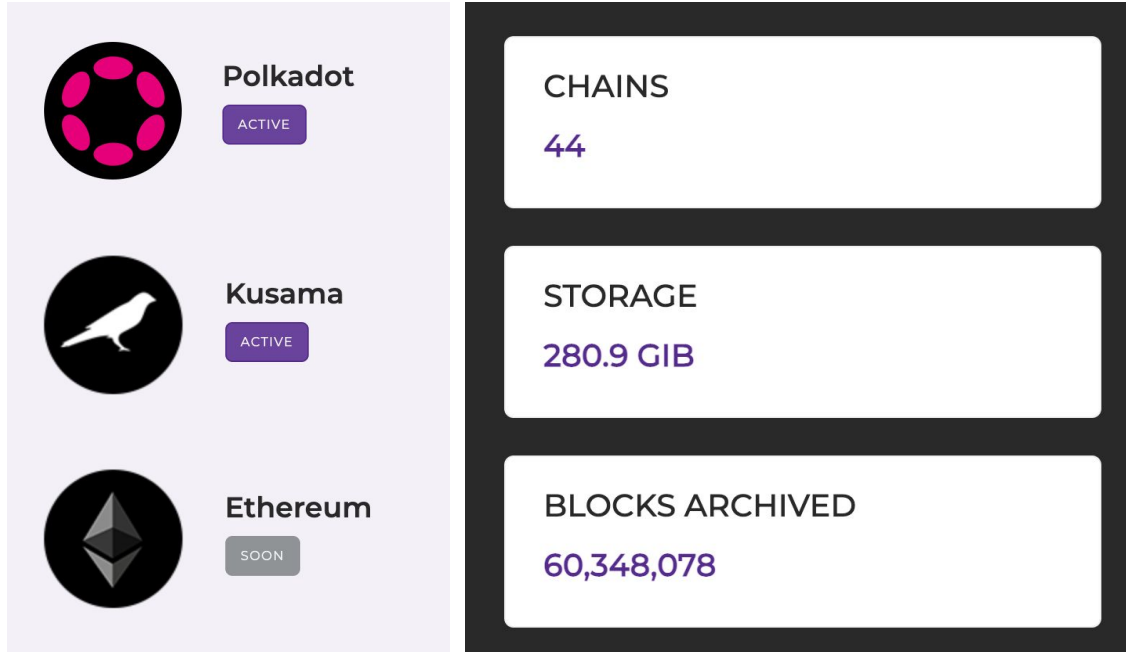 Polkadot
ACTIVE
Kusama
ACTIVE
Ethereum
SOON
CHAINS
44
STORAGE
280.9 GIB
BLOCKS ARCHIVED
60,348,078